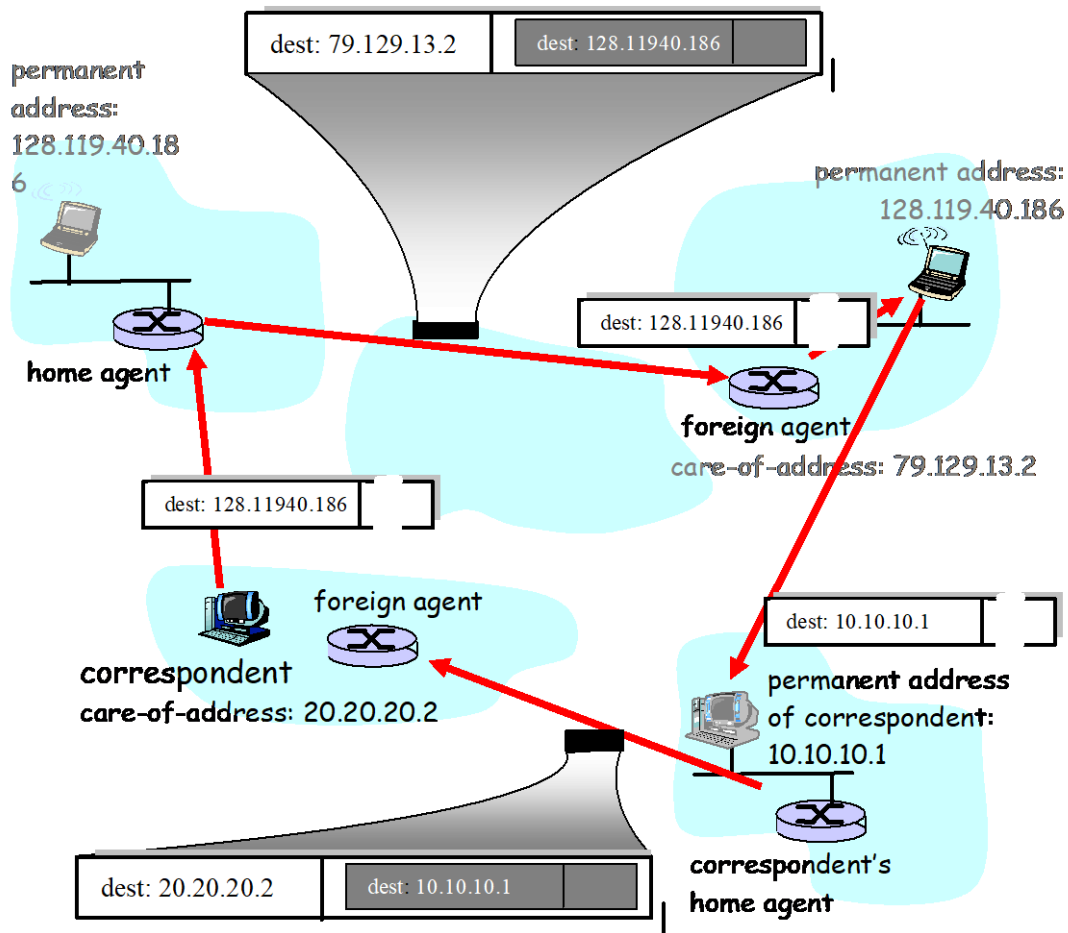 dest: 79.129.13.2
dest: 128.11940.186
permanent
address:
128.119.40.18
6
permanent address:
128.119.40.186
dest: 128.11940.186
home agent
foreign agent
care-of-address: 79.129.13.2
dest: 128.11940.186
foreign agent
dest: 10.10.10.1
correspondent
care-of-address: 20.20.20.2
permanent address
of correspondent:
10.10.10.1
dest: 20.20.20.2
dest: 10.10.10.1
correspondent's
home agent